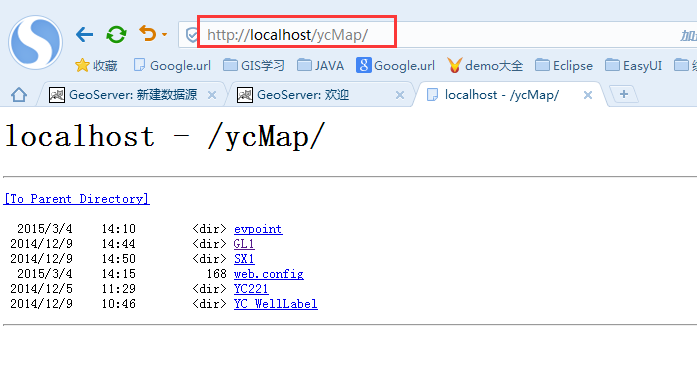 http://localhost/ycMap/
收藏 Google.url GIS学习 JAVA Google.url demo大全 Eclipse EasyUI
GeoServer: 新建数据源 GeoServer: 欢迎 localhost - /ycMap/
localhost - /ycMap/
[To Parent Directory]
2015/3/4 14:10 <dir> evpoint
2014/12/9 14:44 <dir> GL1
2014/12/9 14:50 <dir> SX1
2015/3/4 14:15 168 web.config
2014/12/5 11:29 <dir> YC221
2014/12/9 10:46 <dir> YC WellLabel